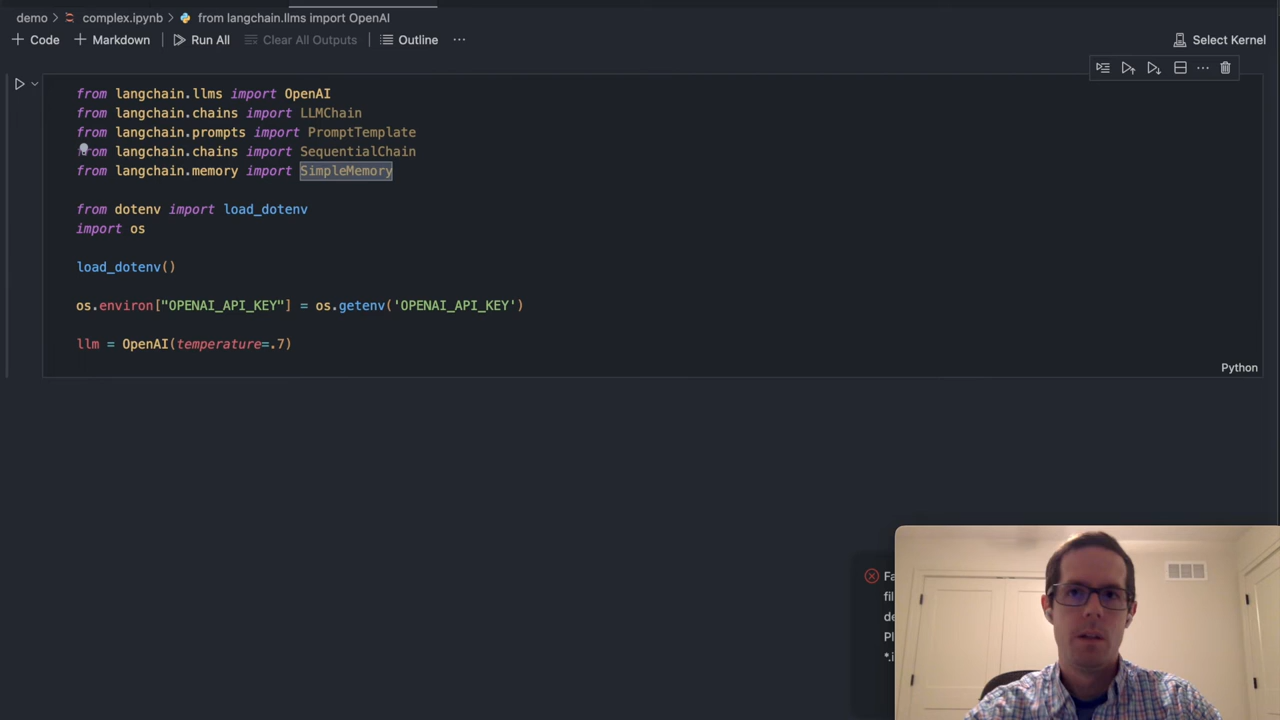 demo > complex.ipynb > from langchain.llms import OpenAI
+ Code + Markdown Run All Clear All Outputs Outline ... Select Kernel
from langchain.llms import OpenAI
from langchain.chains import LLMChain
from langchain.prompts import PromptTemplate
from langchain.chains import SequentialChain
from langchain.memory import SimpleMemory
from dotenv import load_dotenv
import os
load_dotenv()
os.environ["OPENAI_API_KEY"] = os.getenv('OPENAI_API_KEY')
llm = OpenAI(temperature=.7)
Python